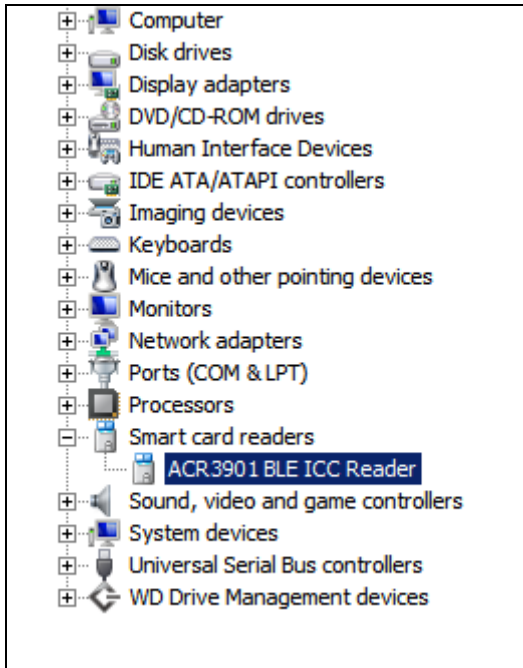 Computer
Disk drives
Display adapters
DVD/CD-ROM drives
Human Interface Devices
IDE ATA/ATAPI controllers
Imaging devices
Keyboards
Mice and other pointing devices
Monitors
Network adapters
Ports (COM & LPT)
Processors
Smart card readers
ACR3901 BLE ICC Reader
Sound, video and game controllers
System devices
Universal Serial Bus controllers
WD Drive Management devices